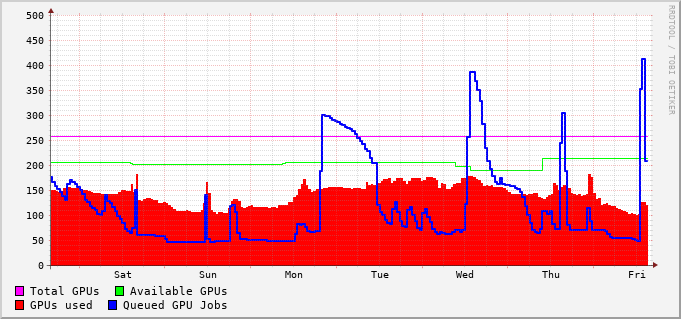 500
450
400
350
300
250
200
150
100
50
0
Sat Sun Mon Tue Wed Thu Fri
Total GPUs Available GPUs
GPUs used Queued GPU Jobs
RRDTOOL / TOBI OETIKER